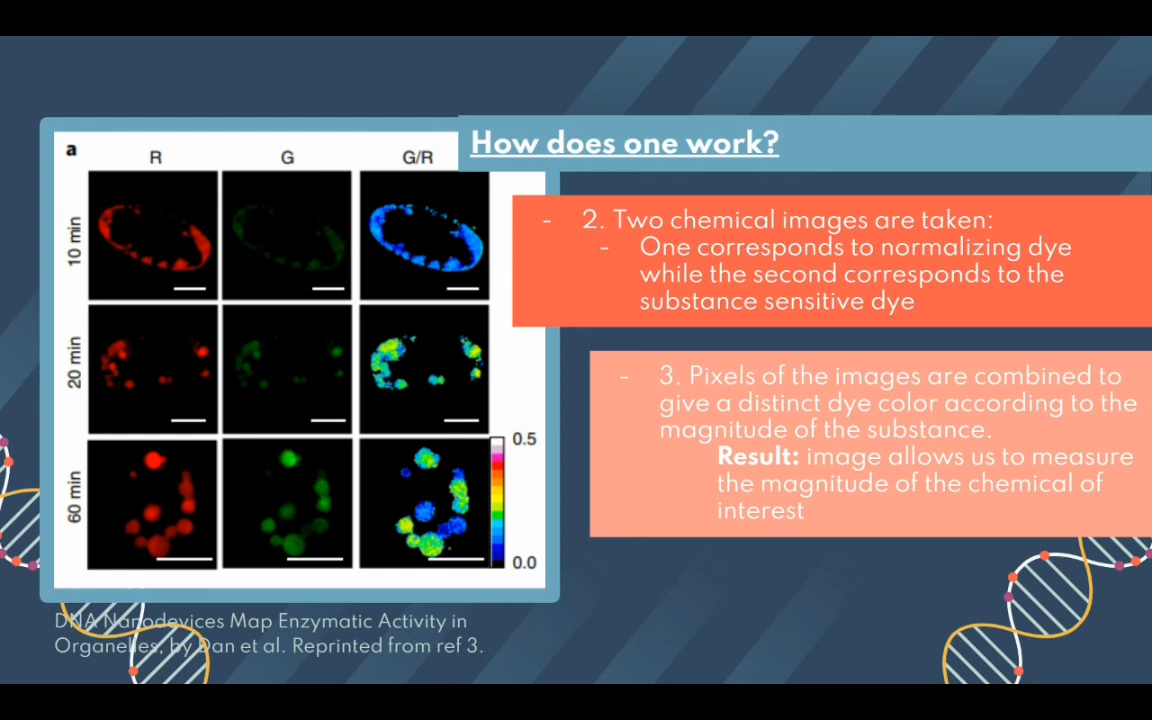 How does one work?
a
R G G/R
10 min
20 min
60 min
0.5
0.0
- 2. Two chemical images are taken:
- One corresponds to normalizing dye
while the second corresponds to the
substance sensitive dye
- 3. Pixels of the images are combined to
give a distinct dye color according to the
magnitude of the substance.
Result: image allows us to measure
the magnitude of the chemical of
interest
DNA Nanodevices Map Enzymatic Activity in
Organelles, by Dan et al. Reprinted from ref 3.